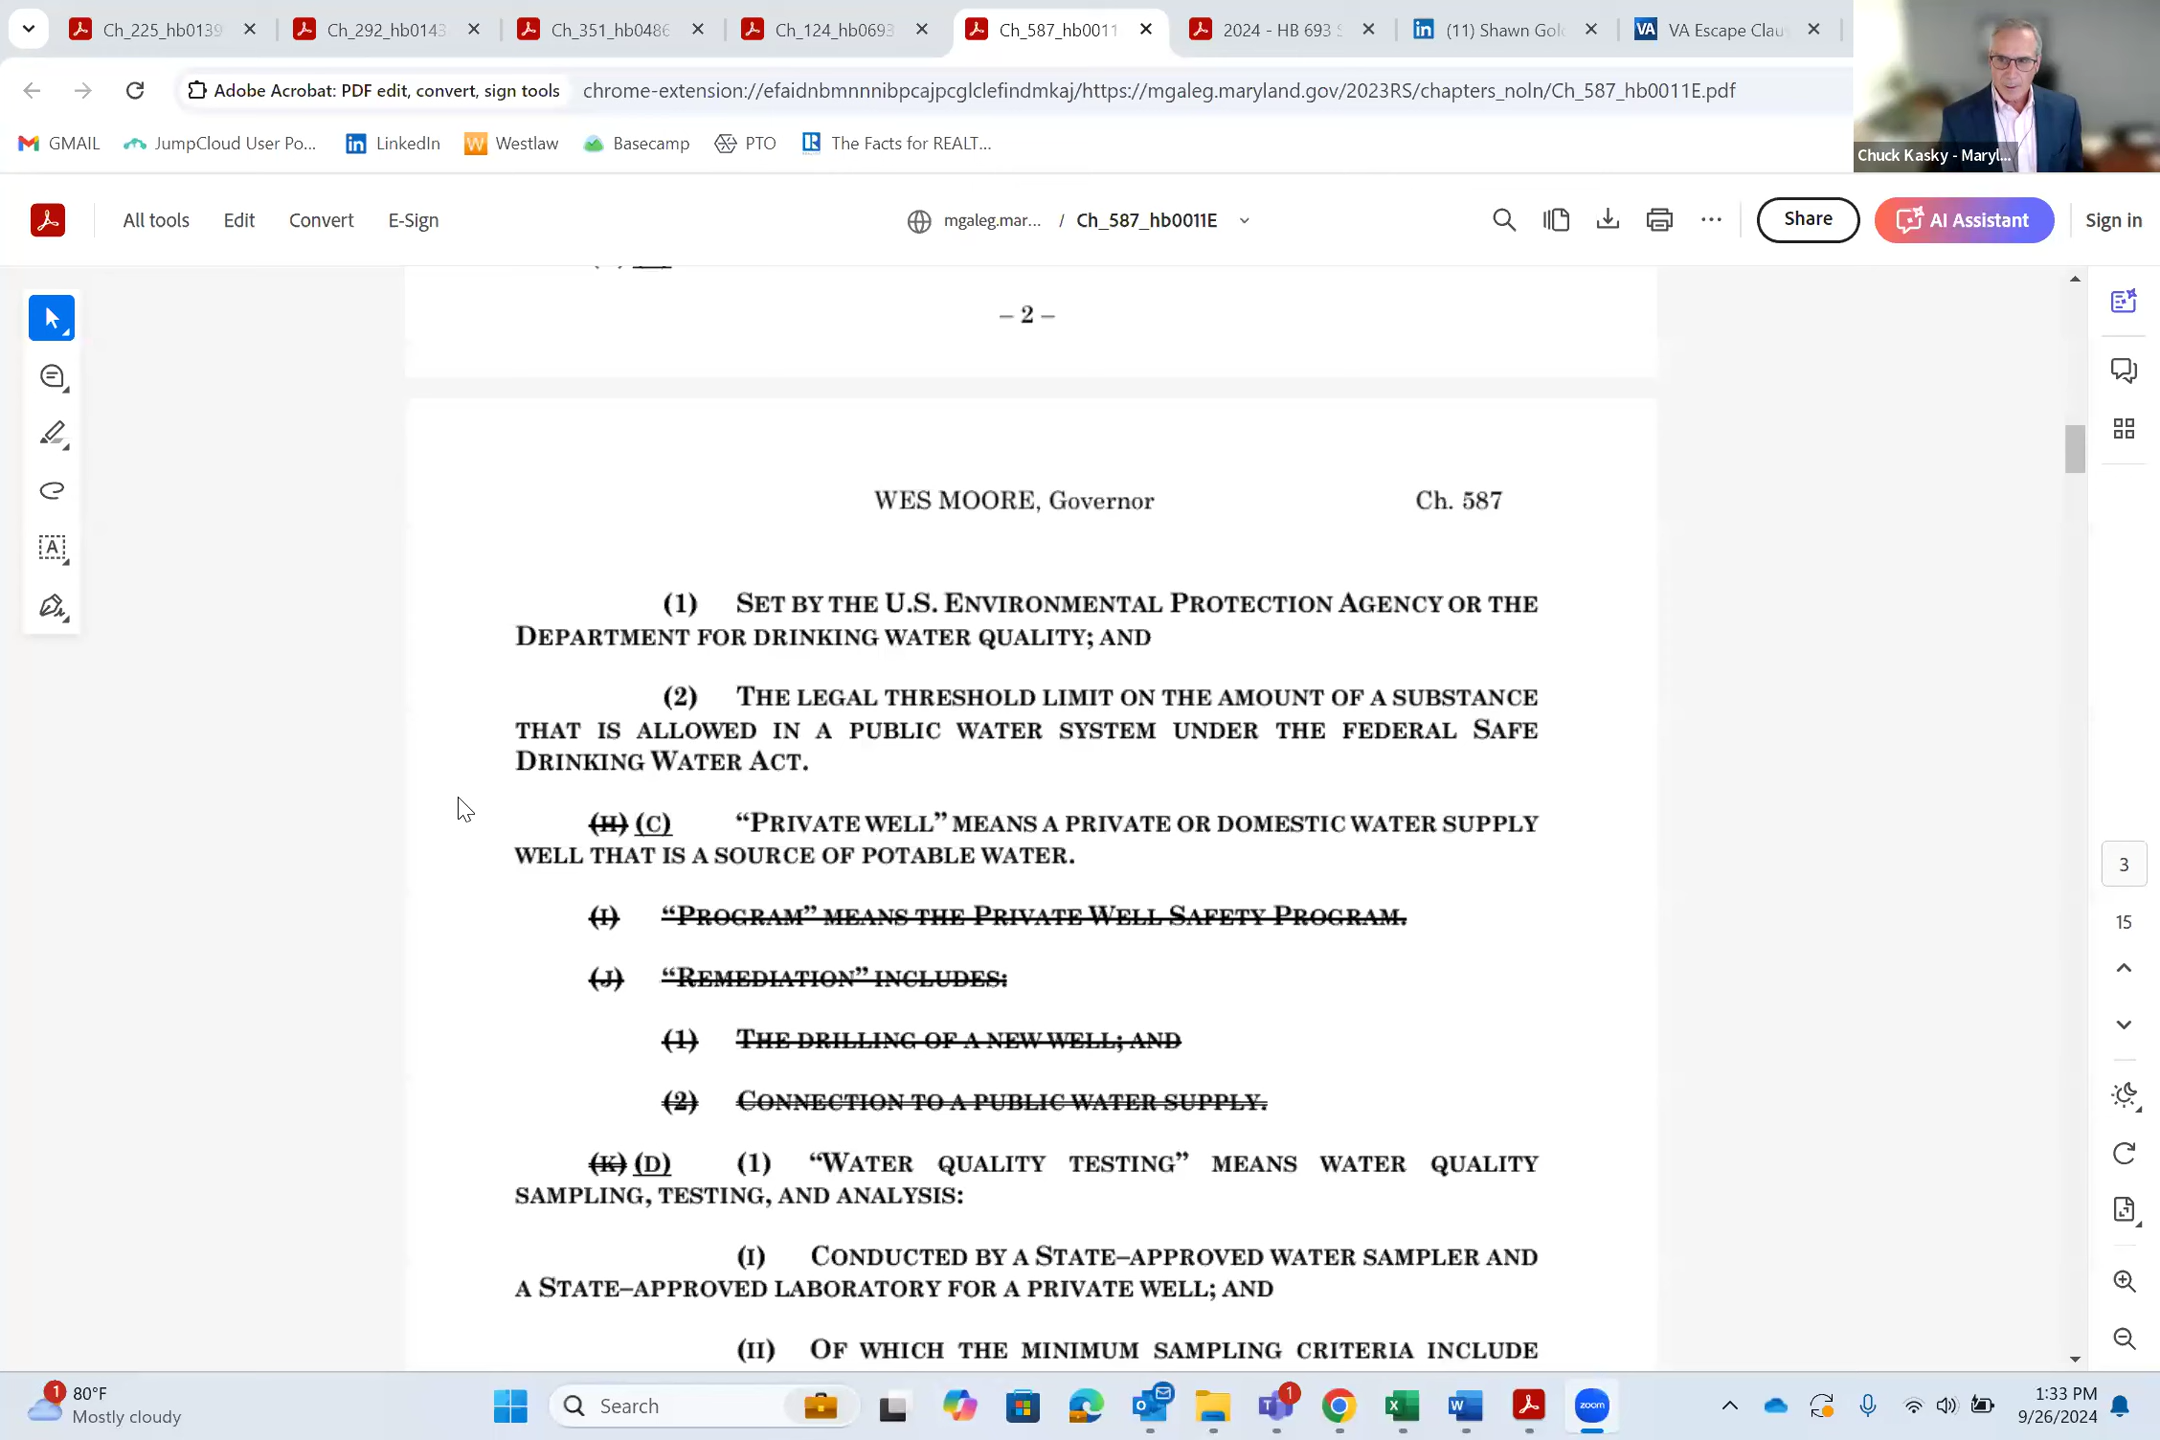 Ch_225_hb0139
Ch_292_hb0143
Ch_351_hb0486
Ch_124_hb0693
Ch_587_hb0011
2024 - HB 693 S
(11) Shawn Gol
VA Escape Clau
Adobe Acrobat: PDF edit, convert, sign tools
chrome-extension://efaidnbmnnnibpcajpcglclefindmkaj/https://mgaleg.maryland.gov/2023RS/chapters_noln/Ch_587_hb0011E.pdf
GMAIL
JumpCloud User Po...
LinkedIn
Westlaw
Basecamp
PTO
The Facts for REALT...
Chuck Kasky - Maryl...
All tools
Edit
Convert
E-Sign
mgaleg.mar... / Ch_587_hb0011E
Share
AI Assistant
Sign in
– 2 –
WES MOORE, Governor Ch. 587
(1) SET BY THE U.S. ENVIRONMENTAL PROTECTION AGENCY OR THE
DEPARTMENT FOR DRINKING WATER QUALITY; AND
(2) THE LEGAL THRESHOLD LIMIT ON THE AMOUNT OF A SUBSTANCE
THAT IS ALLOWED IN A PUBLIC WATER SYSTEM UNDER THE FEDERAL SAFE
DRINKING WATER ACT.
(H) (C) “PRIVATE WELL” MEANS A PRIVATE OR DOMESTIC WATER SUPPLY
WELL THAT IS A SOURCE OF POTABLE WATER.
(I) “PROGRAM” MEANS THE PRIVATE WELL SAFETY PROGRAM.
(J) “REMEDIATION” INCLUDES:
(1) THE DRILLING OF A NEW WELL; AND
(2) CONNECTION TO A PUBLIC WATER SUPPLY.
(K) (D) (1) “WATER QUALITY TESTING” MEANS WATER QUALITY
SAMPLING, TESTING, AND ANALYSIS:
(I) CONDUCTED BY A STATE–APPROVED WATER SAMPLER AND
A STATE–APPROVED LABORATORY FOR A PRIVATE WELL; AND
(II) OF WHICH THE MINIMUM SAMPLING CRITERIA INCLUDE
3
15
1
80°F
Mostly cloudy
Search
1
zoom
1:33 PM
9/26/2024